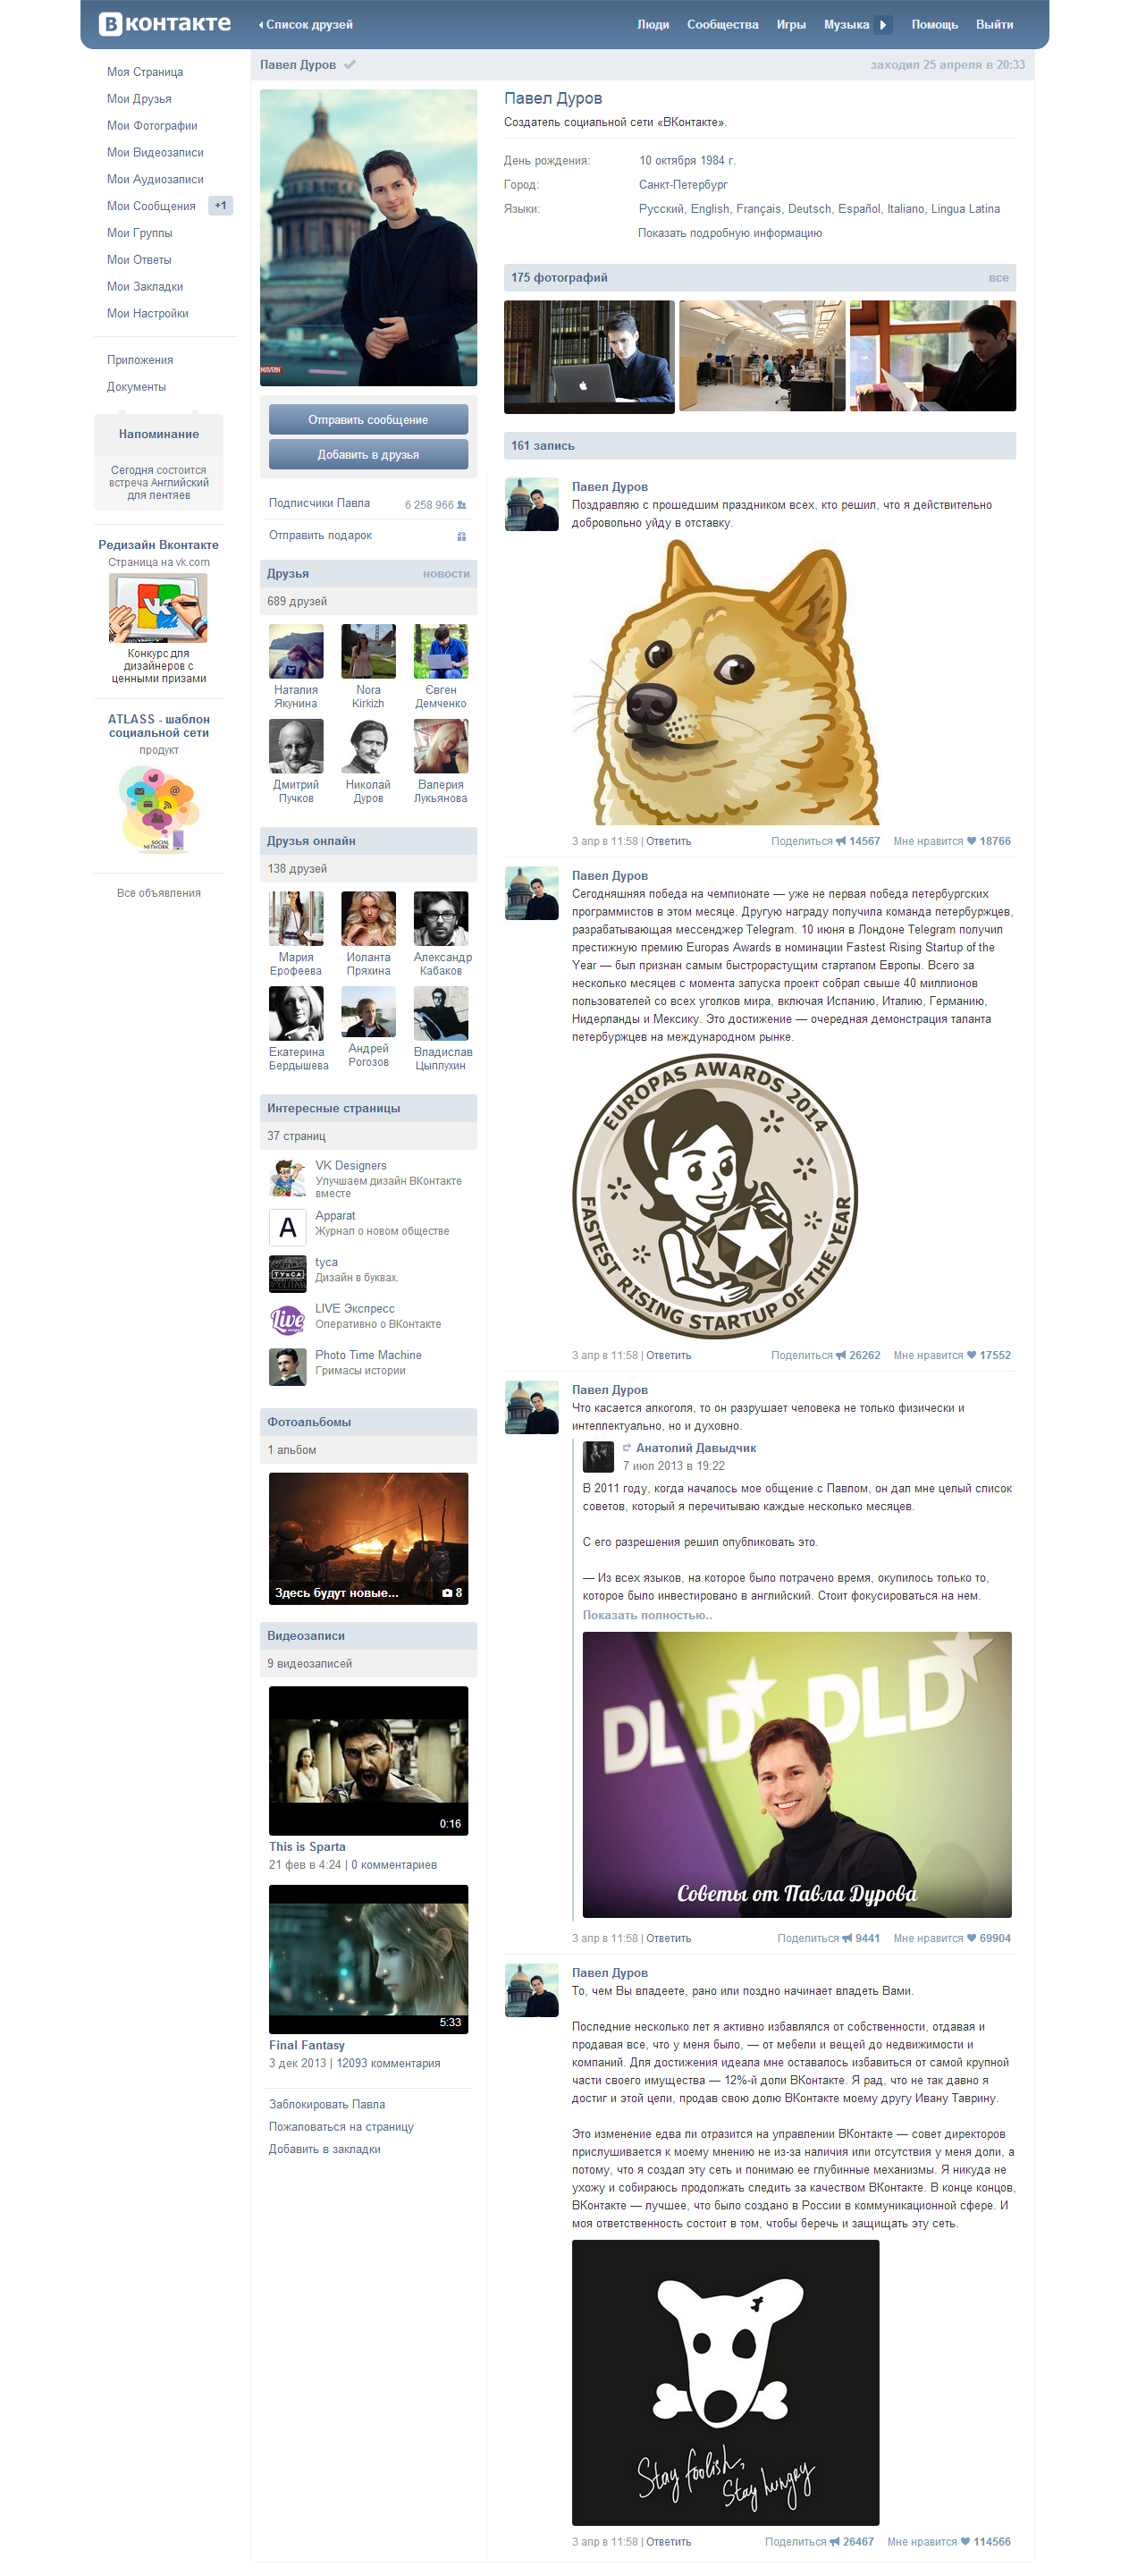 В контакте
Список друзей
Люди Сообщества Игры Музыка Помощь Выйти
Моя Страница
Мои Друзья
Мои Фотографии
Мои Видеозаписи
Мои Аудиозаписи
Мои Сообщения +1
Мои Группы
Мои Ответы
Мои Закладки
Мои Настройки
Приложения
Документы
Напоминание
Сегодня состоится
встреча Английский
для лентяев
Редизайн Вконтакте
Страница на vk.com
Конкурс для
дизайнеров с
ценными призами
ATLASS - шаблон
социальной сети
продукт
SOCIAL
NETWORK
Все объявления
Павел Дуров
заходил 25 апреля в 20:33
MAVRIN
Отправить сообщение
Добавить в друзья
Подписчики Павла 6 258 966
Отправить подарок
Друзья новости
689 друзей
Наталия
Якунина
Nora
Kirkizh
Євген
Демченко
Дмитрий
Пучков
Николай
Дуров
Валерия
Лукьянова
Друзья онлайн
138 друзей
Мария
Ерофеева
Иоланта
Пряхина
Александр
Кабаков
Екатерина
Бердышева
Андрей
Рогозов
Владислав
Цыплухин
Интересные страницы
37 страниц
VK Designers
Улучшаем дизайн ВКонтакте
вместе
A
Apparat
Журнал о новом обществе
ТУхСА
tyca
Дизайн в буквах.
Live
LIVE Экспресс
Оперативно о ВКонтакте
Photo Time Machine
Гримасы истории
Фотоальбомы
1 альбом
Здесь будут новые... 8
Видеозаписи
9 видеозаписей
0:16
This is Sparta
21 фев в 4:24 | 0 комментариев
5:33
Final Fantasy
3 дек 2013 | 12093 комментария
Заблокировать Павла
Пожаловаться на страницу
Добавить в закладки
Павел Дуров
Создатель социальной сети «ВКонтакте».
День рождения: 10 октября 1984 г.
Город: Санкт-Петербург
Языки: Русский, English, Français, Deutsch, Español, Italiano, Lingua Latina
Показать подробную информацию
175 фотографий все
161 запись
Павел Дуров
Поздравляю с прошедшим праздником всех, кто решил, что я действительно
добровольно уйду в отставку.
3 апр в 11:58 | Ответить Поделиться 14567 Мне нравится 18766
Павел Дуров
Сегодняшняя победа на чемпионате — уже не первая победа петербургских
программистов в этом месяце. Другую награду получила команда петербуржцев,
разрабатывающая мессенджер Telegram. 10 июня в Лондоне Telegram получил
престижную премию Europas Awards в номинации Fastest Rising Startup of the
Year — был признан самым быстрорастущим стартапом Европы. Всего за
несколько месяцев с момента запуска проект собрал свыше 40 миллионов
пользователей со всех уголков мира, включая Испанию, Италию, Германию,
Нидерланды и Мексику. Это достижение — очередная демонстрация таланта
петербуржцев на международном рынке.
EUROPAS AWARDS 2014
FASTEST RISING STARTUP OF THE YEAR
3 апр в 11:58 | Ответить Поделиться 26262 Мне нравится 17552
Павел Дуров
Что касается алкоголя, то он разрушает человека не только физически и
интеллектуально, но и духовно.
Анатолий Давыдчик
7 июл 2013 в 19:22
В 2011 году, когда началось мое общение с Павлом, он дал мне целый список
советов, который я перечитываю каждые несколько месяцев.
С его разрешения решил опубликовать это.
— Из всех языков, на которое было потрачено время, окупилось только то,
которое было инвестировано в английский. Стоит фокусироваться на нем.
Показать полностью..
DLD DLD
Советы от Павла Дурова
3 апр в 11:58 | Ответить Поделиться 9441 Мне нравится 69904
Павел Дуров
То, чем Вы владеете, рано или поздно начинает владеть Вами.
Последние несколько лет я активно избавлялся от собственности, отдавая и
продавая все, что у меня было, — от мебели и вещей до недвижимости и
компаний. Для достижения идеала мне оставалось избавиться от самой крупной
части своего имущества — 12%-й доли ВКонтакте. Я рад, что не так давно я
достиг и этой цели, продав свою долю ВКонтакте моему другу Ивану Таврину.
Это изменение едва ли отразится на управлении ВКонтакте — совет директоров
прислушивается к моему мнению не из-за наличия или отсутствия у меня доли, а
потому, что я создал эту сеть и понимаю ее глубинные механизмы. Я никуда не
ухожу и собираюсь продолжать следить за качеством ВКонтакте. В конце концов,
ВКонтакте — лучшее, что было создано в России в коммуникационной сфере. И
моя ответственность состоит в том, чтобы беречь и защищать эту сеть.
Stay foolish,
Stay hungry
3 апр в 11:58 | Ответить Поделиться 26467 Мне нравится 114566